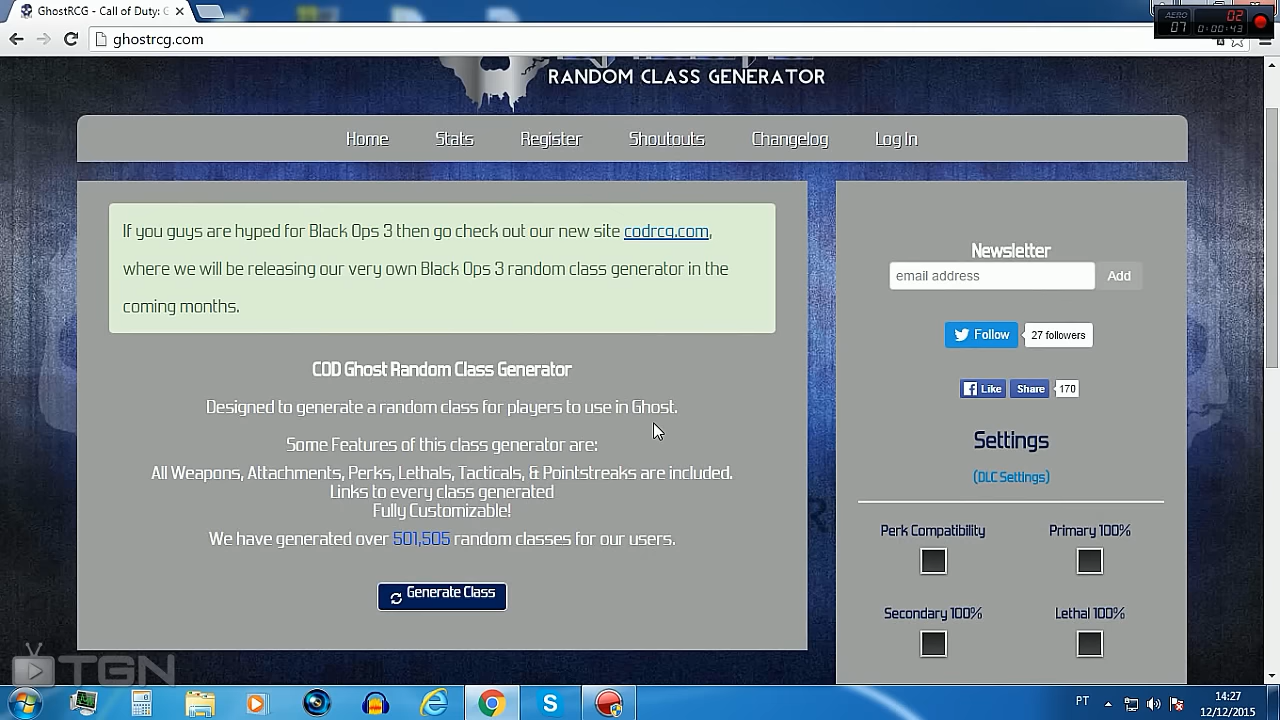 GhostRCG - Call of Duty: G
AERO
07
02
0:00:43
ghostrcg.com
RANDOM CLASS GENERATOR
Home Stats Register Shoutouts Changelog Log In
If you guys are hyped for Black Ops 3 then go check out our new site codrcg.com,
where we will be releasing our very own Black Ops 3 random class generator in the
coming months.
COD Ghost Random Class Generator
Designed to generate a random class for players to use in Ghost.
Some Features of this class generator are:
All Weapons, Attachments, Perks, Lethals, Tacticals, & Pointstreaks are included.
Links to every class generated
Fully Customizable!
We have generated over 501,505 random classes for our users.
Generate Class
Newsletter
email address Add
Follow 27 followers
Like Share 170
Settings
(DLC Settings)
Perk Compatibility Primary 100%
Secondary 100% Lethal 100%
TGN
PT
14:27
12/12/2015